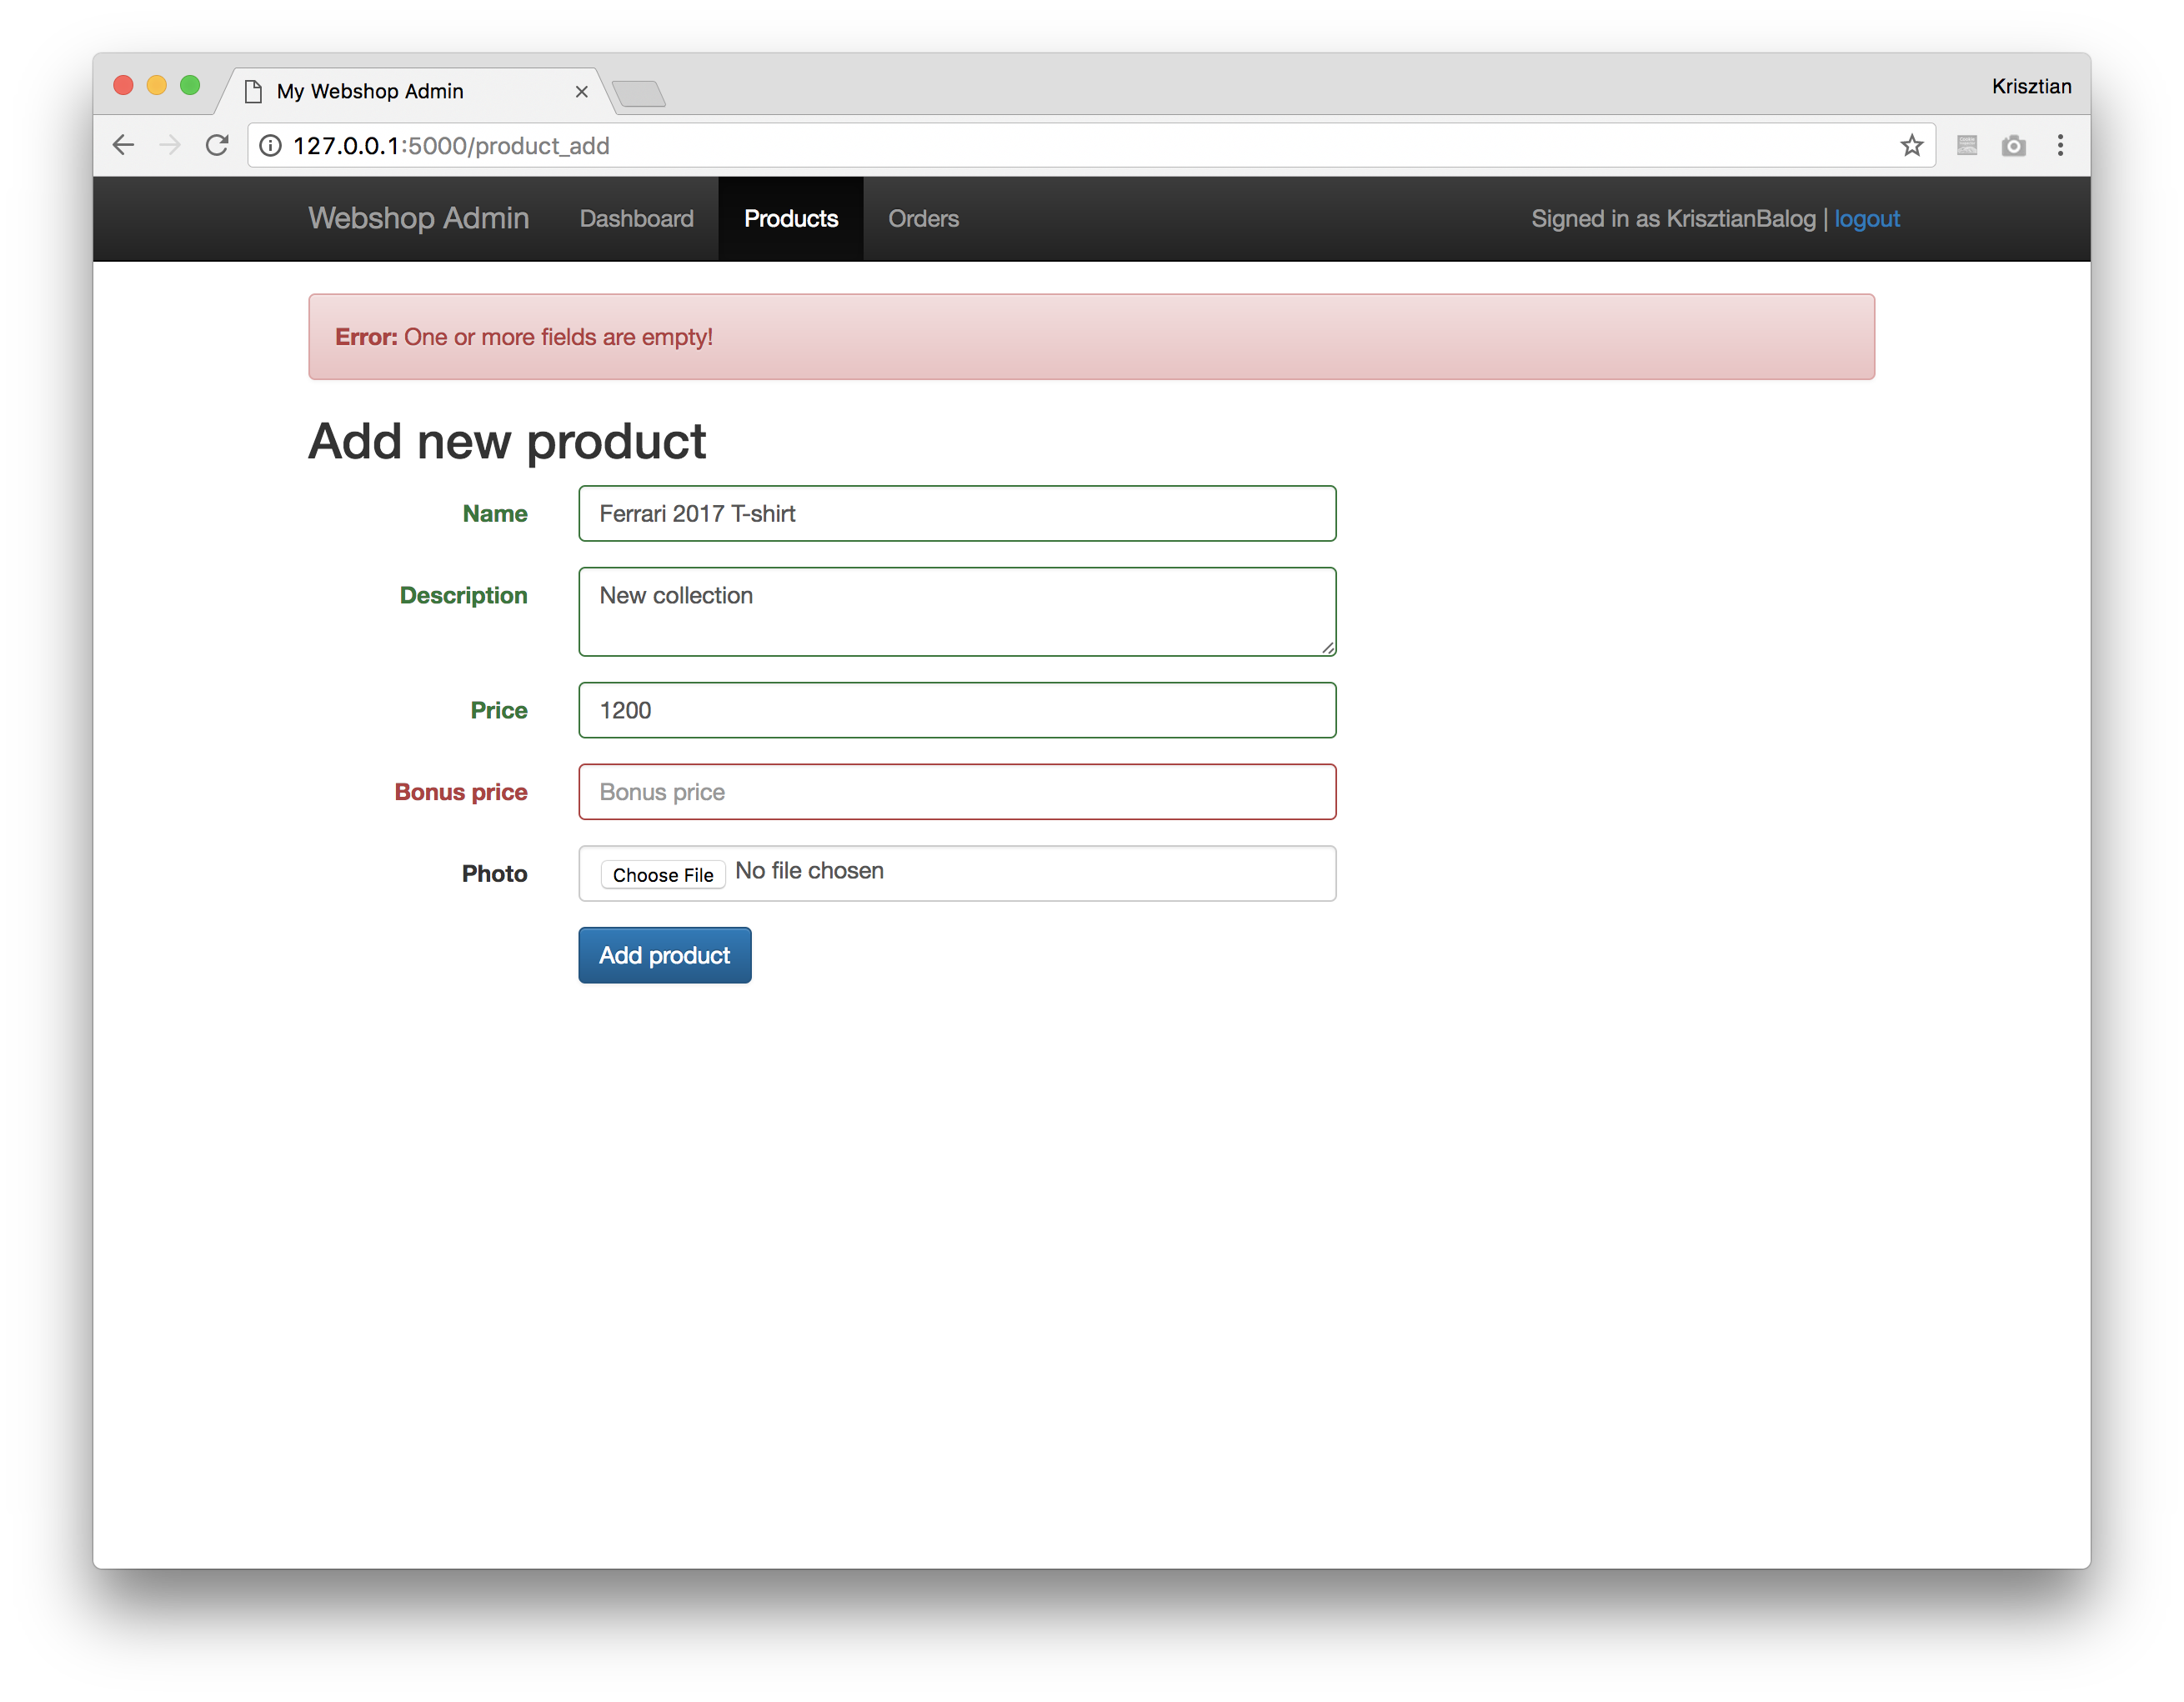 My Webshop Admin
Krisztian
127.0.0.1:5000/product_add
Webshop Admin Dashboard Products Orders Signed in as KrisztianBalog | logout
Error: One or more fields are empty!
Add new product
Name Ferrari 2017 T-shirt
Description New collection
Price 1200
Bonus price Bonus price
Photo Choose File No file chosen
Add product